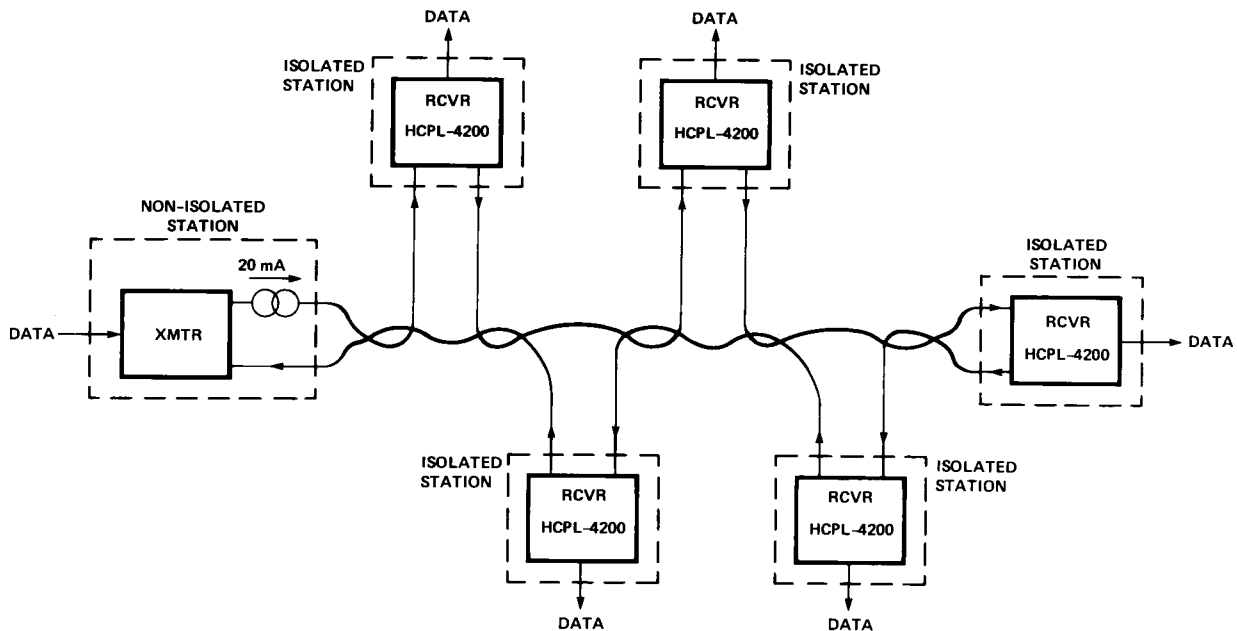 DATA
ISOLATED
STATION
RCVR
HCPL-4200
DATA
ISOLATED
STATION
RCVR
HCPL-4200
NON-ISOLATED
STATION
20 mA
DATA
XMTR
ISOLATED
STATION
RCVR
HCPL-4200
DATA
ISOLATED
STATION
RCVR
HCPL-4200
DATA
ISOLATED
STATION
RCVR
HCPL-4200
DATA